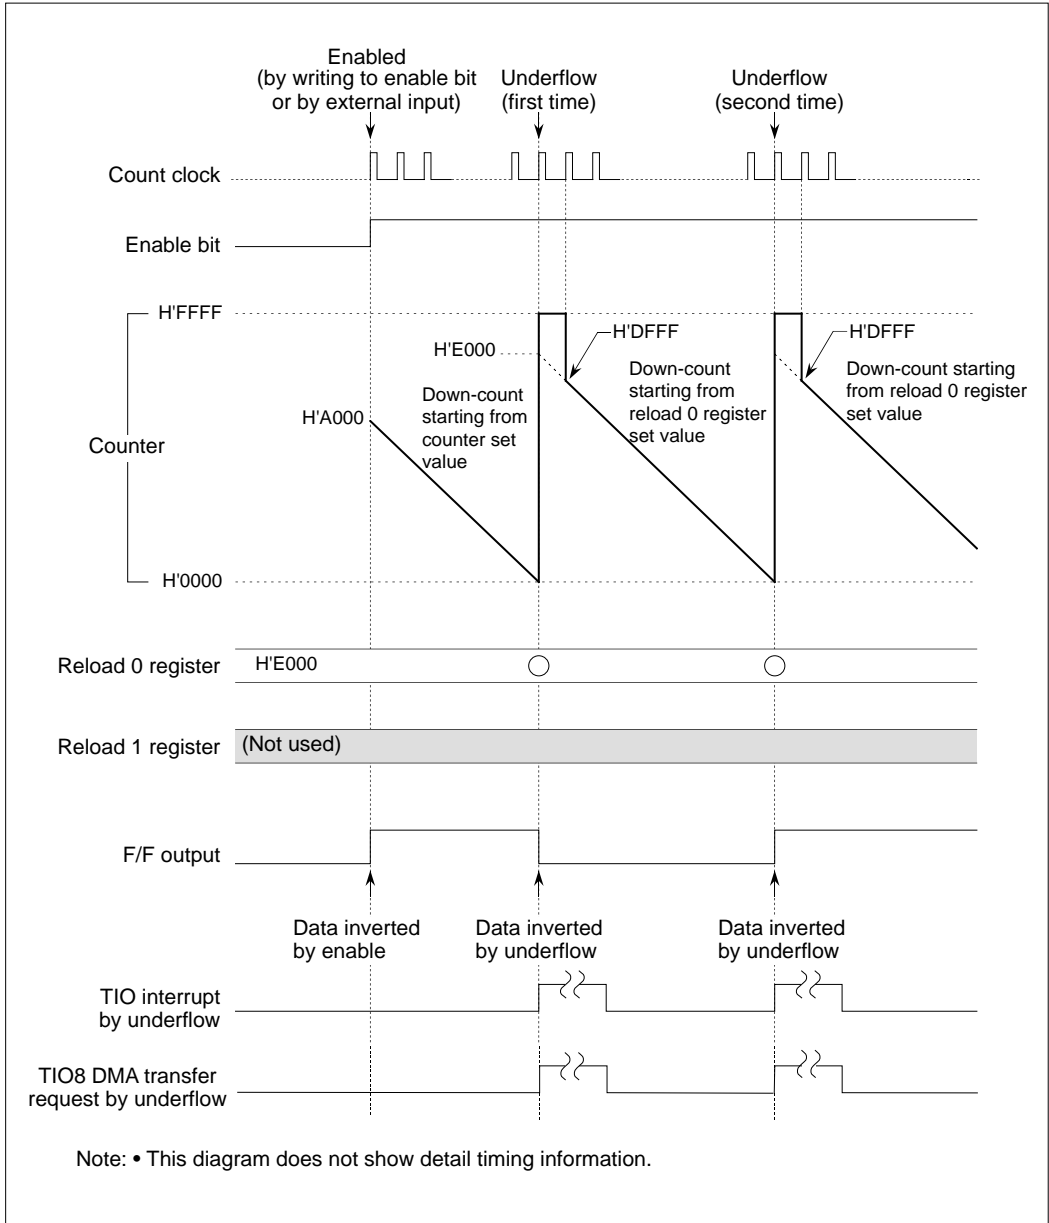 Enabled
(by writing to enable bit
or by external input)
Underflow
(first time)
Underflow
(second time)
Count clock
Enable bit
H'FFFF
H'E000
H'DFFF
H'DFFF
Down-count
starting from
counter set
value
Down-count
starting from
reload 0 register
set value
Down-count starting
from reload 0 register
set value
H'A000
Counter
H'0000
Reload 0 register
H'E000
Reload 1 register
(Not used)
F/F output
Data inverted
by enable
Data inverted
by underflow
Data inverted
by underflow
TIO interrupt
by underflow
TIO8 DMA transfer
request by underflow
Note: • This diagram does not show detail timing information.